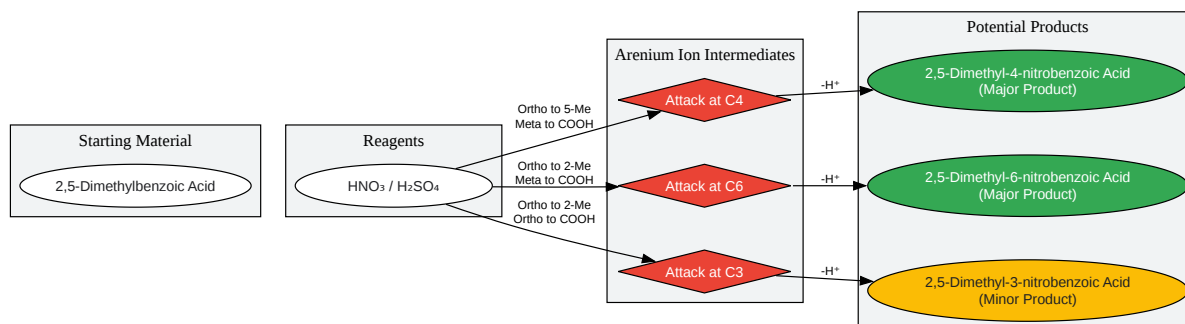 Starting Material
2,5-Dimethylbenzoic Acid
Reagents
HNO₃ / H₂SO₄
Ortho to 5-Me
Meta to COOH
Ortho to 2-Me
Meta to COOH
Ortho to 2-Me
Ortho to COOH
Arenium Ion Intermediates
Attack at C4
Attack at C6
Attack at C3
-H⁺
-H⁺
-H⁺
Potential Products
2,5-Dimethyl-4-nitrobenzoic Acid
(Major Product)
2,5-Dimethyl-6-nitrobenzoic Acid
(Major Product)
2,5-Dimethyl-3-nitrobenzoic Acid
(Minor Product)